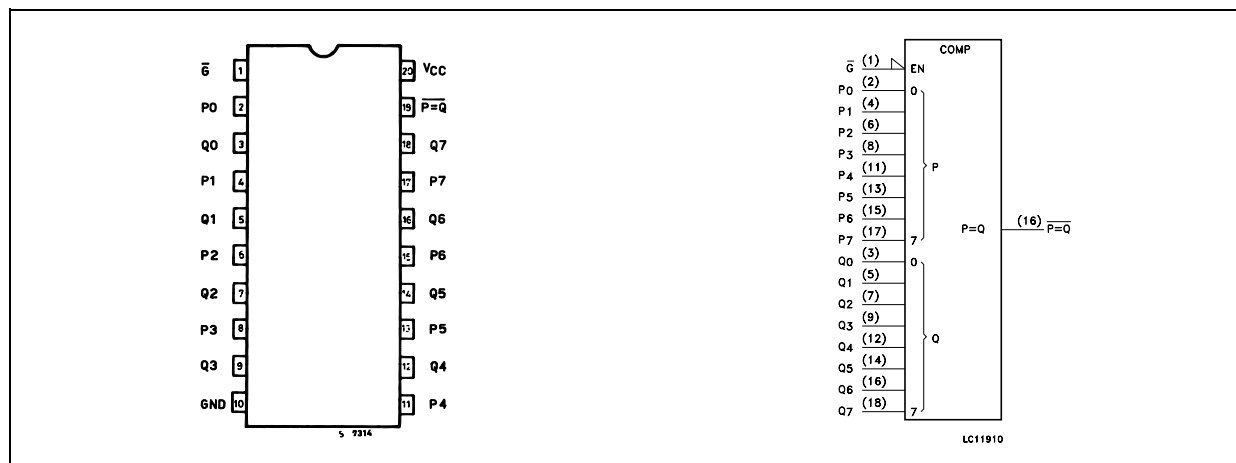 G̅ 1 20 VCC
P0 2 19 P̅=̅Q̅
Q0 3 18 Q7
P1 4 17 P7
Q1 5 16 Q6
P2 6 15 P6
Q2 7 14 Q5
P3 8 13 P5
Q3 9 12 Q4
GND 10 11 P4
S 7314
COMP
G̅ (1) EN
P0 (2) 0
P1 (4)
P2 (6)
P3 (8)
P4 (11) P
P5 (13)
P6 (15)
P7 (17) 7
P=Q (16) P̅=̅Q̅
Q0 (3) 0
Q1 (5)
Q2 (7)
Q3 (9)
Q4 (12) Q
Q5 (14)
Q6 (16)
Q7 (18) 7
LC11910